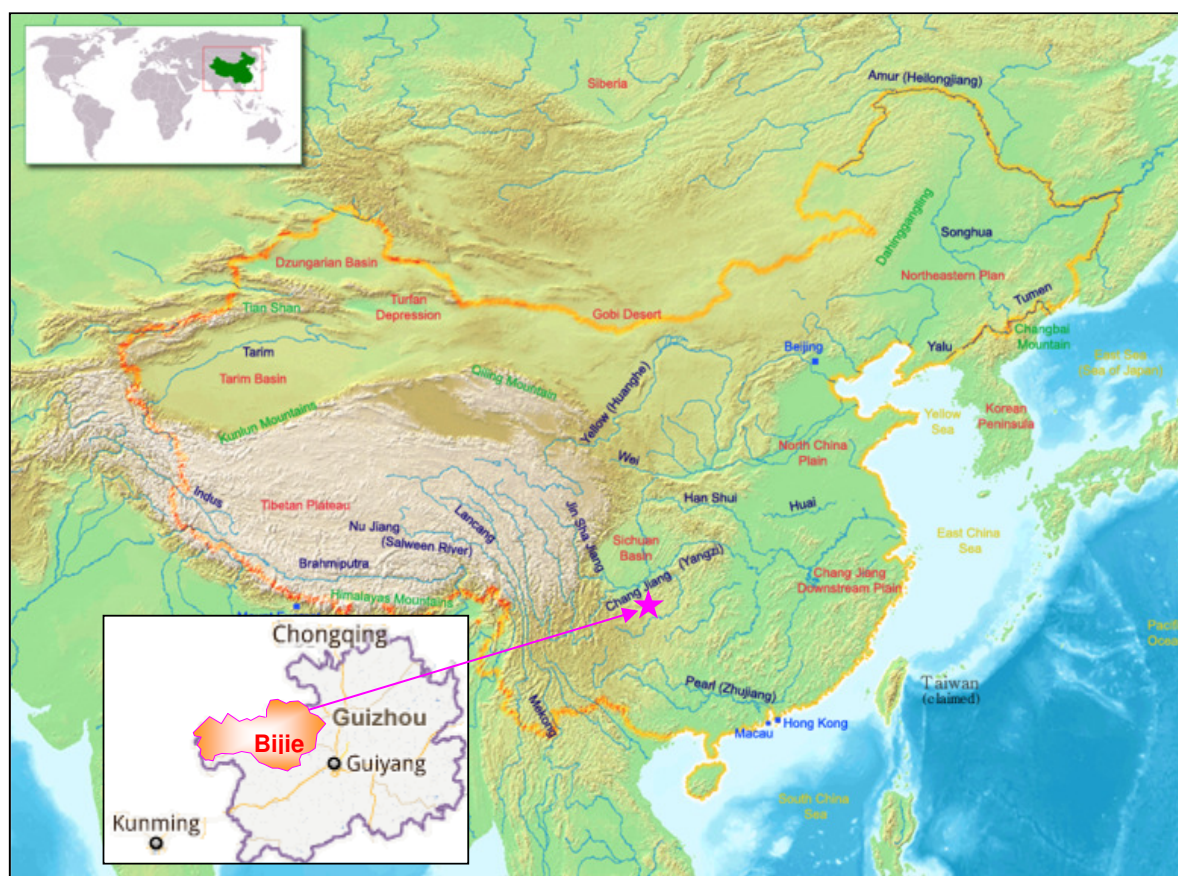 Siberia
Amur (Heilongjiang)
Dahinggangling
Songhua
Northeastern Plan
Dzungarian Basin
Turfan
Depression
Gobi Desert
Tian Shan
Tumen
Changbai
Mountain
Yalu
Beijing
East Sea
(Sea of Japan)
Tarim
Tarim Basin
Qiling Mountain
Kunlun Mountains
Yellow (Huanghe)
Yellow
Sea
Korean
Peninsula
North China
Plain
Wei
Han Shui
Huai
Indus
Tibetan Plateau
Nu Jiang
(Salween River)
Lancang
Jin Sha Jiang
Sichuan
Basin
East China
Sea
Brahmiputra
Himalayas Mountains
Chang Jiang (Yangzi)
Chang Jiang
Downstream Plain
Pacific
Ocean
Taiwan
(claimed)
Pearl (Zhujiang)
Mekong
Macau
Hong Kong
South China
Sea
Chongqing
Guizhou
Bijie
Guiyang
Kunming